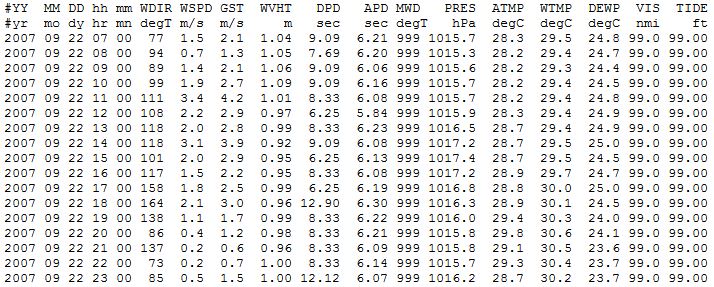 #YY MM DD hh mm WDIR WSPD GST WVHT DPD APD MWD PRES ATMP WTMP DEWP VIS TIDE
#yr mo dy hr mn degT m/s m/s m sec sec degT hPa degC degC degC nmi ft
2007 09 22 07 00 77 1.5 2.1 1.04 9.09 6.21 999 1015.7 28.3 29.5 24.8 99.0 99.00
2007 09 22 08 00 94 0.7 1.3 1.05 7.69 6.20 999 1015.3 28.2 29.4 24.7 99.0 99.00
2007 09 22 09 00 89 1.4 2.1 1.06 9.09 6.06 999 1015.6 28.2 29.3 24.4 99.0 99.00
2007 09 22 10 00 99 1.9 2.7 1.09 9.09 6.16 999 1015.7 28.2 29.4 24.5 99.0 99.00
2007 09 22 11 00 111 3.4 4.2 1.01 8.33 6.08 999 1015.7 28.2 29.4 24.8 99.0 99.00
2007 09 22 12 00 108 2.2 2.9 0.97 6.25 5.84 999 1015.9 28.3 29.4 24.9 99.0 99.00
2007 09 22 13 00 118 2.0 2.8 0.99 8.33 6.23 999 1016.5 28.7 29.4 24.9 99.0 99.00
2007 09 22 14 00 118 3.1 3.9 0.92 9.09 6.08 999 1017.2 28.7 29.5 25.0 99.0 99.00
2007 09 22 15 00 101 2.0 2.9 0.95 6.25 6.13 999 1017.4 28.7 29.5 24.5 99.0 99.00
2007 09 22 16 00 117 1.5 2.2 0.95 8.33 6.08 999 1017.2 28.9 29.7 24.7 99.0 99.00
2007 09 22 17 00 158 1.8 2.5 0.95 6.25 6.19 999 1016.8 28.8 30.0 25.0 99.0 99.00
2007 09 22 18 00 164 2.1 3.0 0.96 12.90 6.30 999 1016.3 28.9 30.1 24.5 99.0 99.00
2007 09 22 19 00 138 1.1 1.7 0.99 8.33 6.22 999 1016.0 29.4 30.3 24.0 99.0 99.00
2007 09 22 20 00 86 0.4 1.2 0.98 8.33 6.21 999 1015.8 29.8 30.6 24.1 99.0 99.00
2007 09 22 21 00 137 0.2 0.6 0.96 8.33 6.09 999 1015.8 29.1 30.5 23.6 99.0 99.00
2007 09 22 22 00 73 0.2 0.7 1.00 8.33 6.14 999 1015.7 29.3 30.4 23.7 99.0 99.00
2007 09 22 23 00 85 0.5 1.5 1.00 12.12 6.07 999 1016.2 28.7 30.2 23.7 99.0 99.00